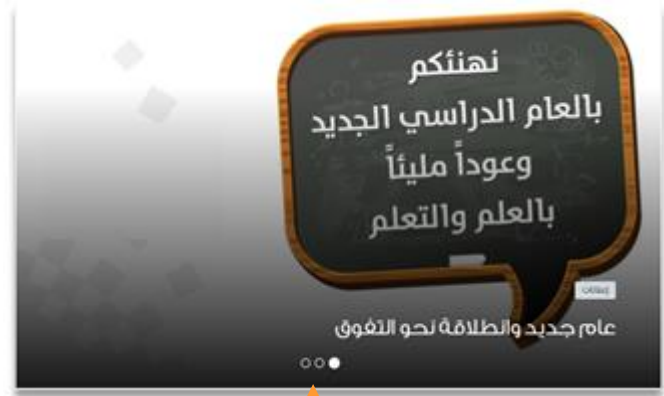 نهنئكم
بالعام الدراسي الجديد
وعوداً مليئاً
بالعلم والتعلم
إعلانات
عام جديد وانطلاقة نحو التفوق